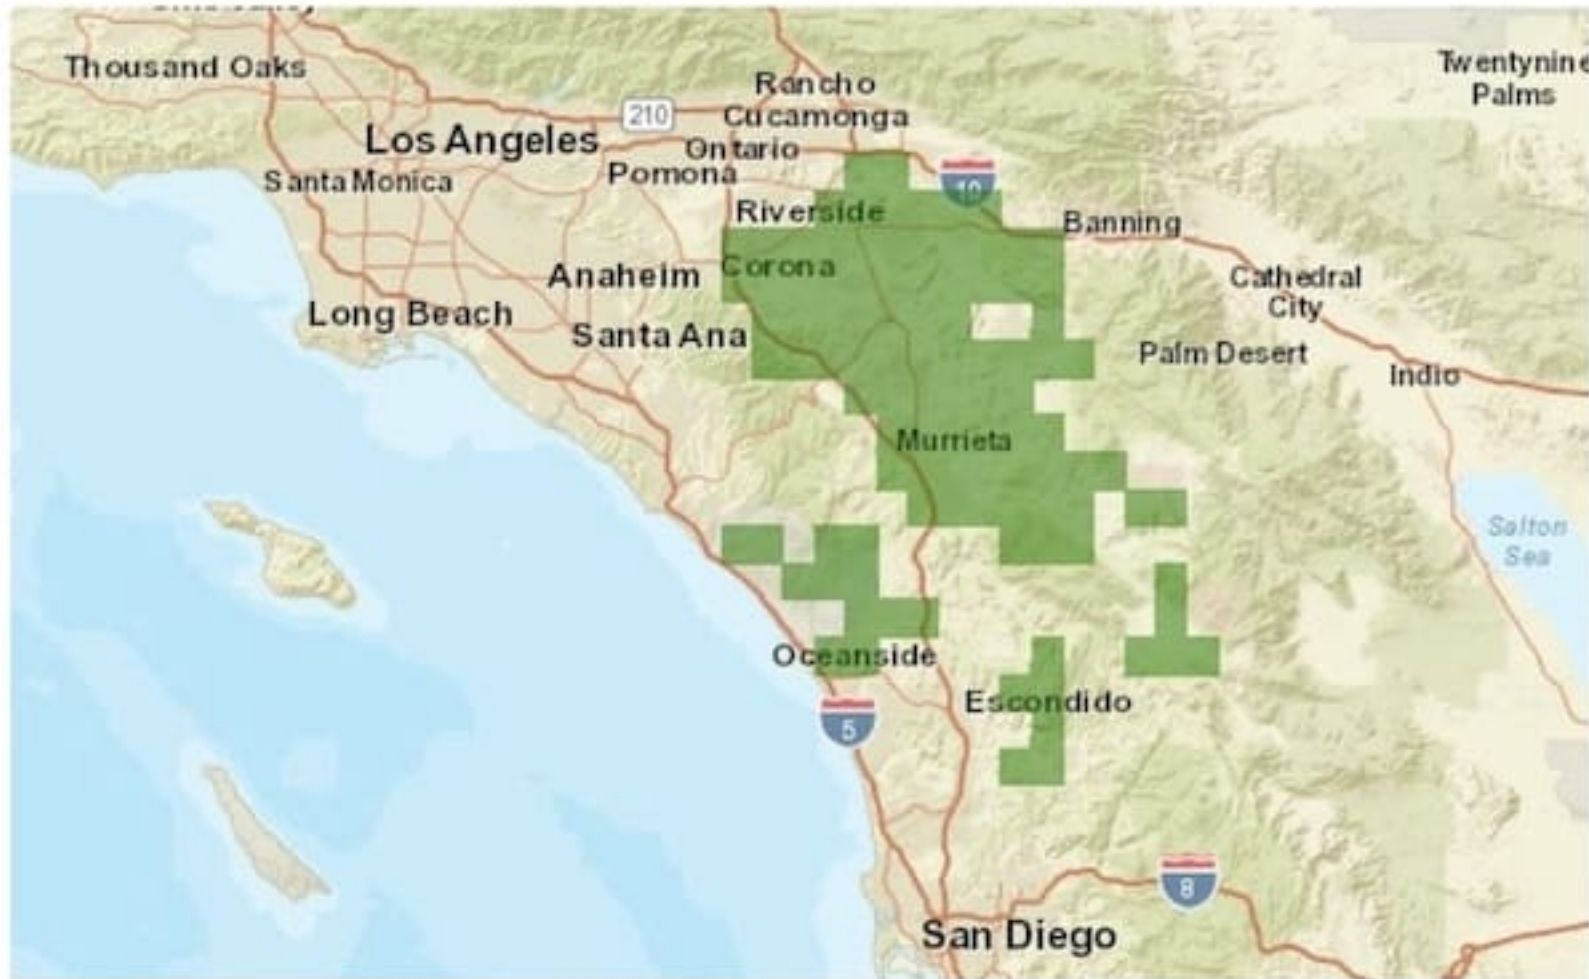 Thousand Oaks
Twentynine
Palms
Rancho
Cucamonga
210
Los Angeles
Ontario
Pomona
Santa Monica
10
Riverside
Banning
Corona
Anaheim
Cathedral
City
Long Beach
Santa Ana
Palm Desert
Indio
Murrieta
Salton
Sea
Oceanside
Escondido
5
8
San Diego